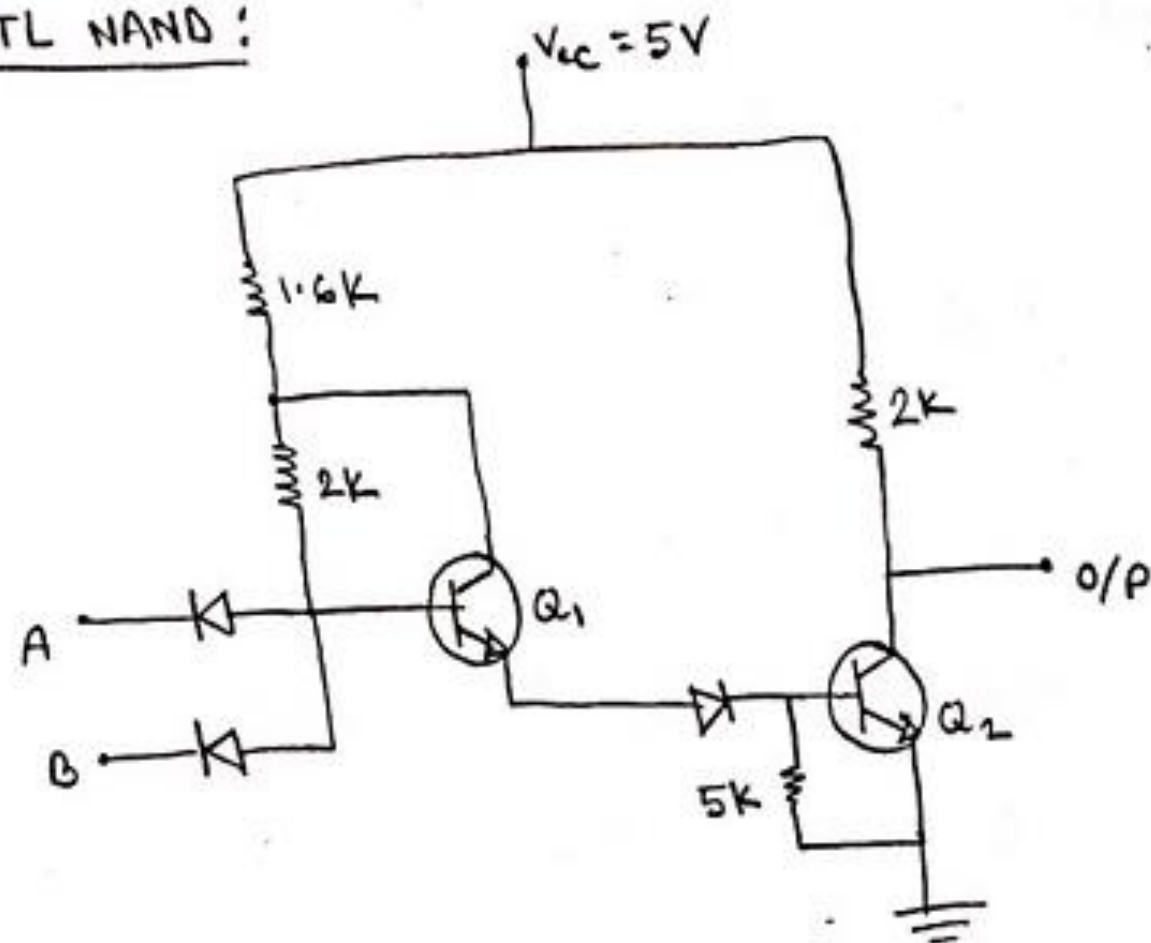 TL NAND:
Vcc = 5V
1.6K
2K
2K
A
Q1
O/P
B
Q2
5K